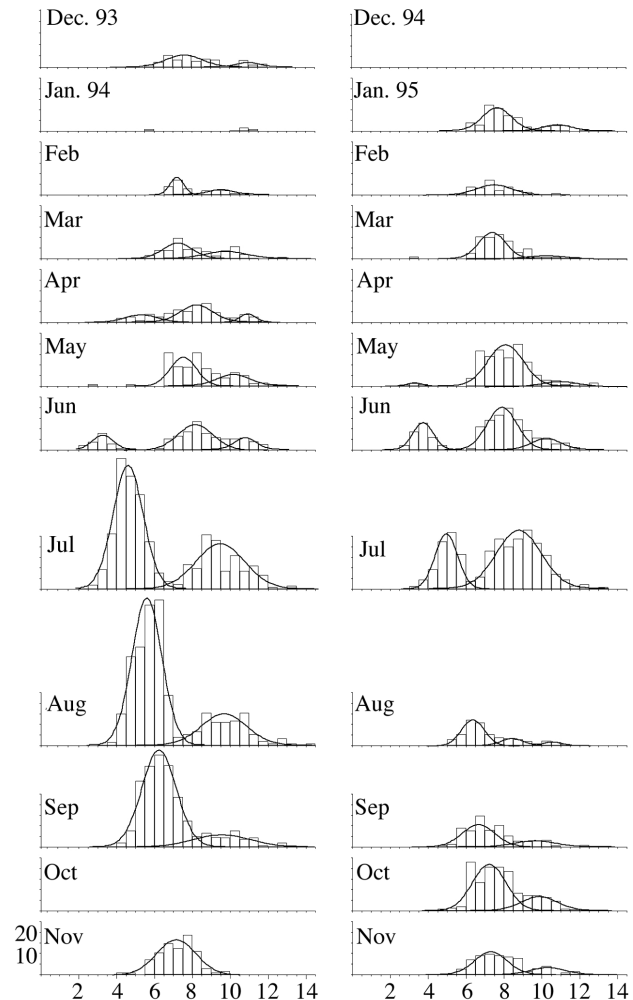 Dec. 93
Jan. 94
Feb
Mar
Apr
May
Jun
Jul
Aug
Sep
Oct
20
10
Nov
2 4 6 8 10 12 14
Dec. 94
Jan. 95
Feb
Mar
Apr
May
Jun
Jul
Aug
Sep
Oct
Nov
2 4 6 8 10 12 14